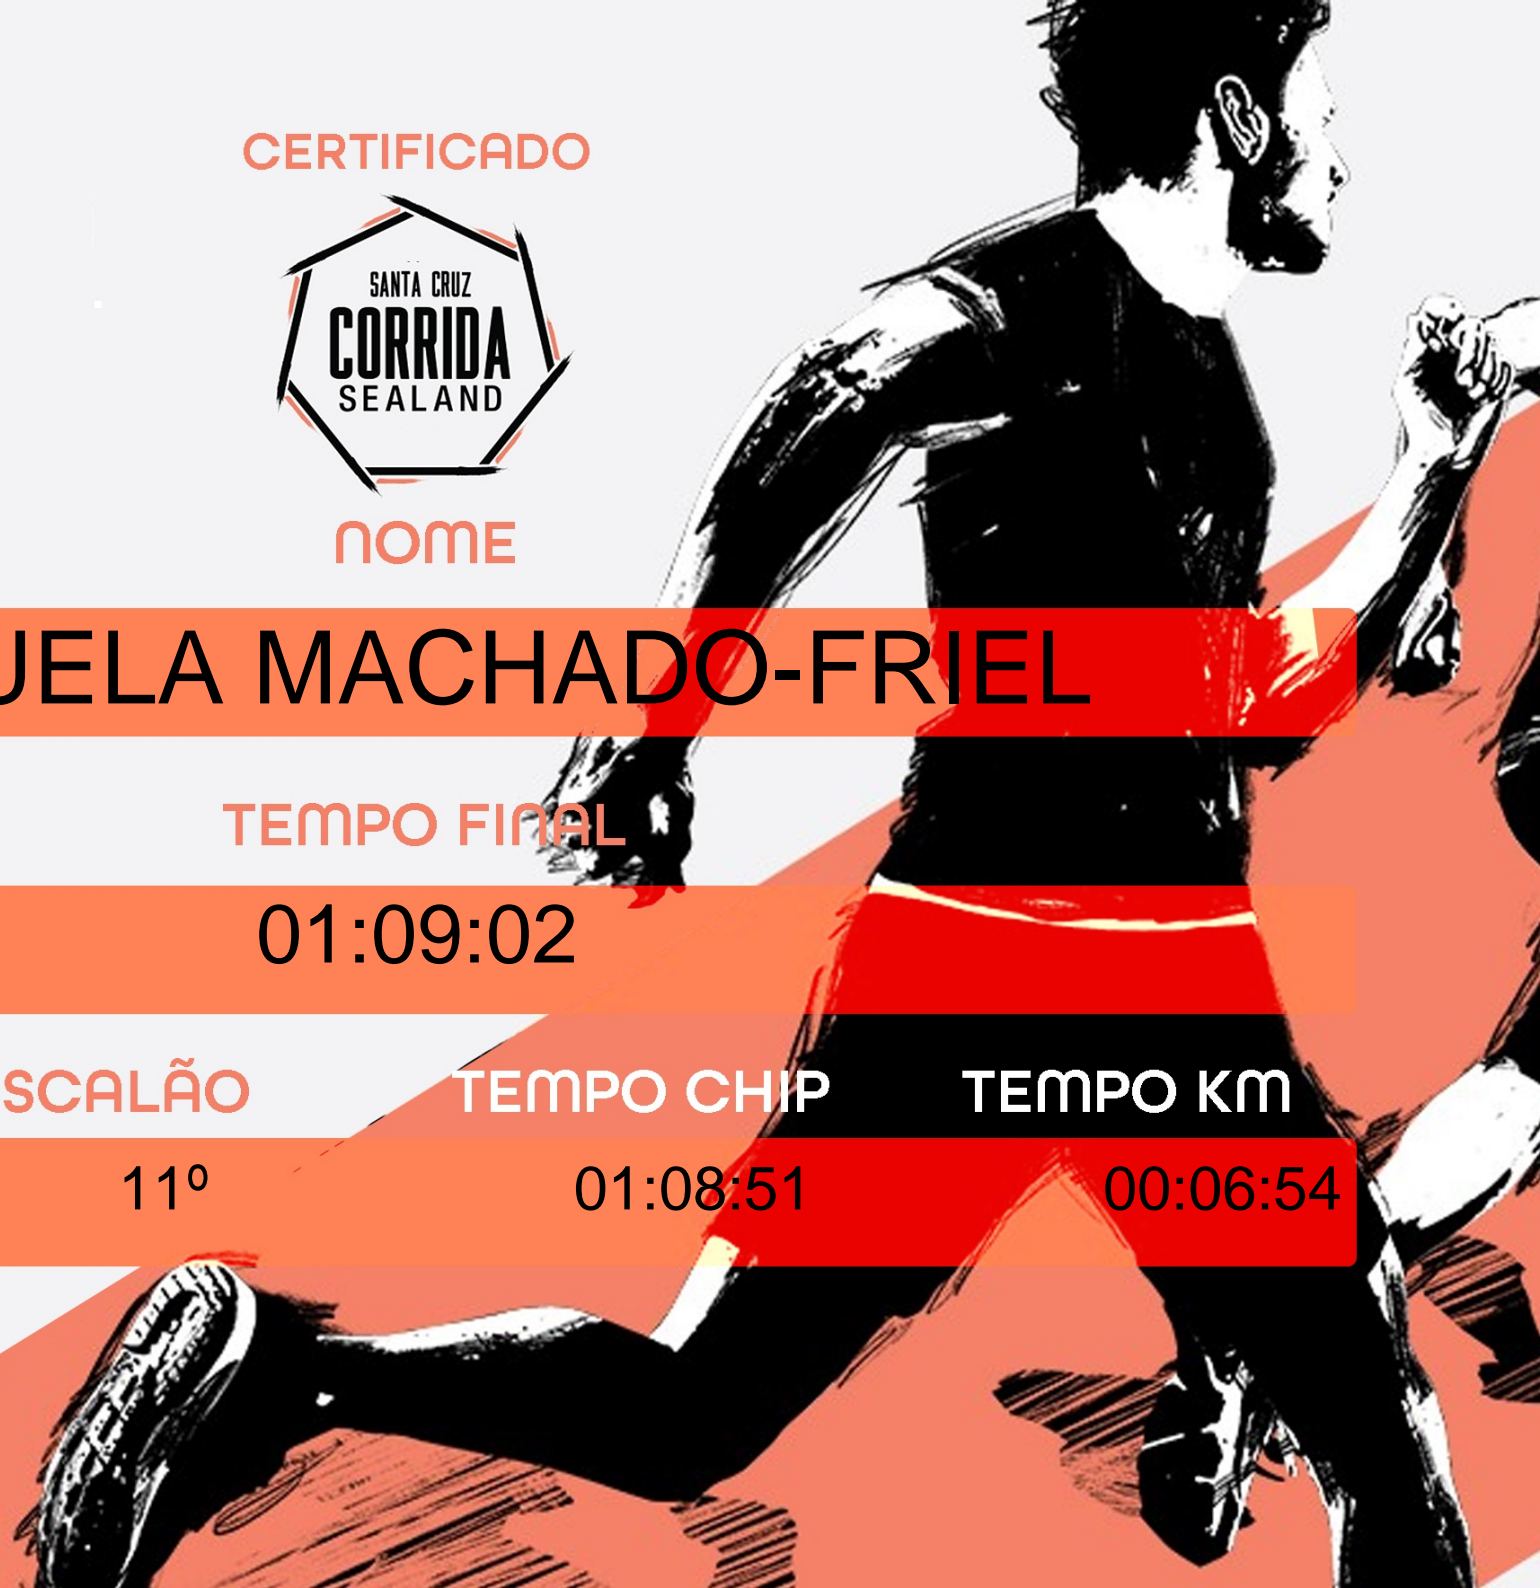 CERTIFICADO
SANTA CRUZ
CORRIDA
SEALAND
NOME
UELA MACHADO-FRIEL
TEMPO FINAL
01:09:02
SCALÃO TEMPO CHIP TEMPO KM
11º 01:08:51 00:06:54